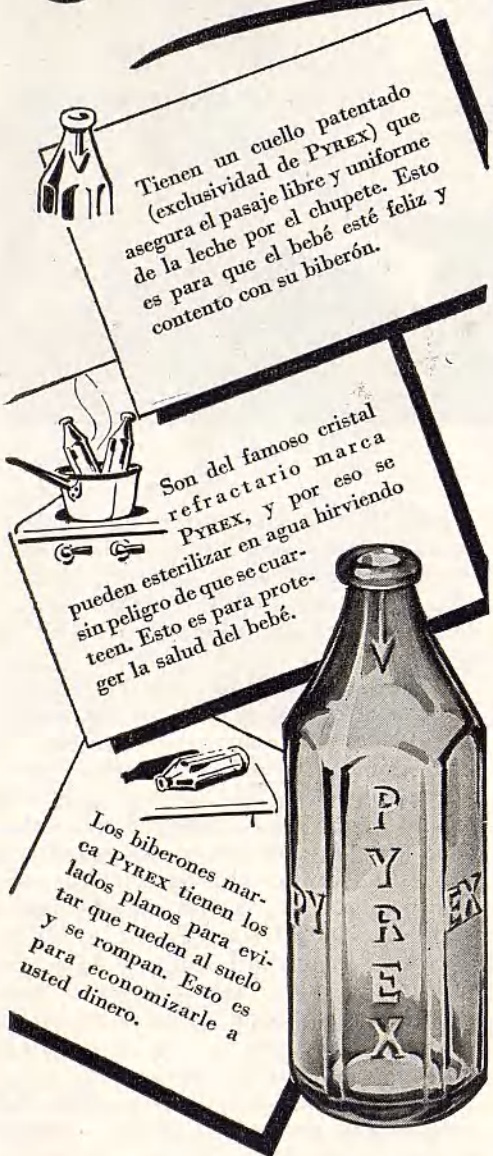 Tienen un cuello patentado
(exclusividad de PYREX) que
asegura el pasaje libre y uniforme
de la leche por el chupete. Esto
es para que el bebé esté feliz y
contento con su biberón.
Son del famoso cristal
refractario marca
PYREX, y por eso se
pueden esterilizar en agua hirviendo
sin peligro de que se cuar-
teen. Esto es para prote-
ger la salud del bebé.
Los biberones mar-
ca PYREX tienen los
lados planos para evi-
tar que rueden al suelo
y se rompan. Esto es
para economizarle a
usted dinero.
PYREX
PY
EX